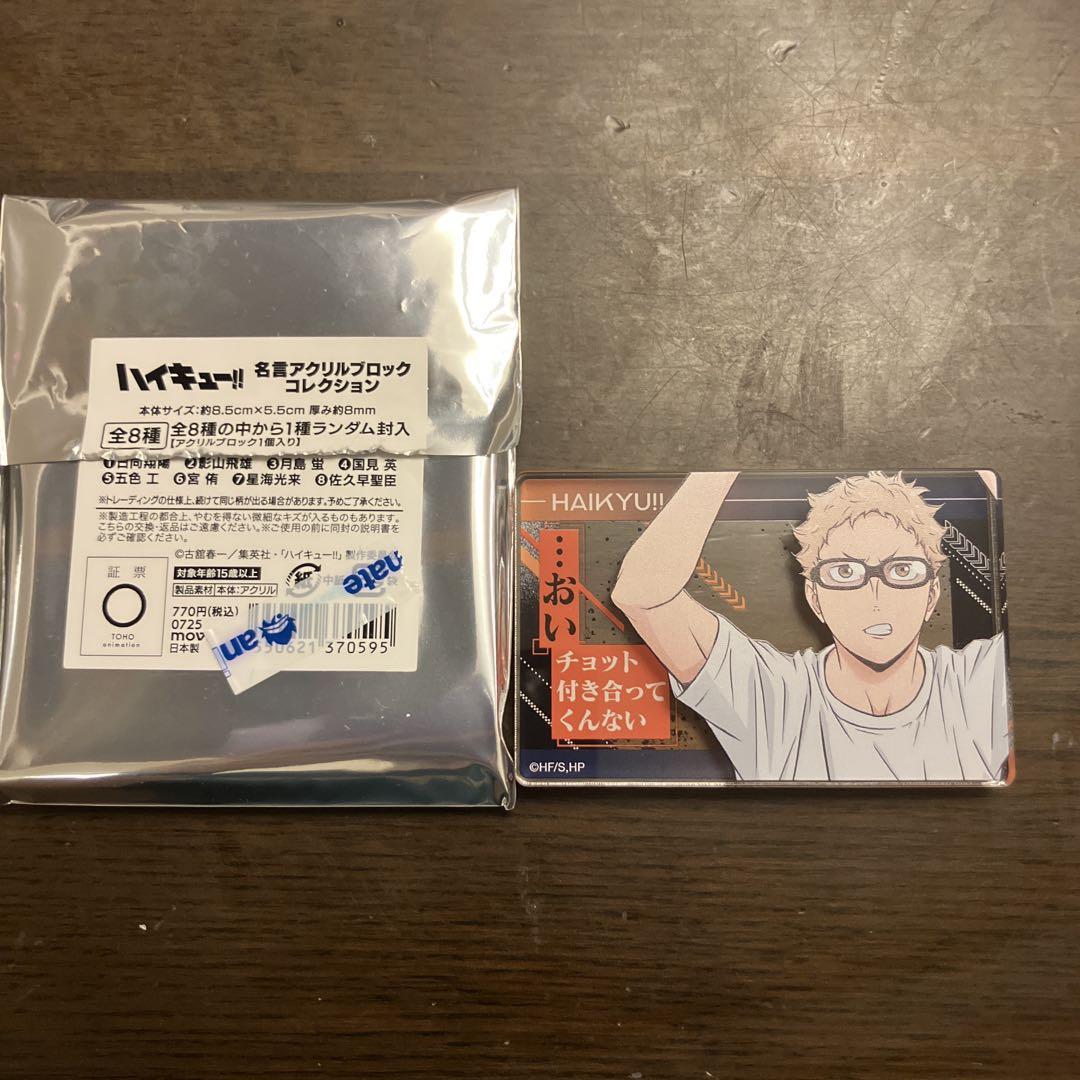 ハイキュー!! 名言アクリルブロック
コレクション
本体サイズ:約8.5cm×5.5cm 厚み約8mm
全8種 全8種の中から1種ランダム封入
【アクリルブロック1個入り】
❶日向翔陽 ❷影山飛雄 ❸月島 蛍 ❹国見 英
❺五色 工 ❻宮 侑 ❼星海光来 ❽佐久早聖臣
※トレーディングの仕様上、続けて同じ柄が出る場合があります。予めご了承ください。
※製造工程の都合上、やむを得ない微細なキズが入るものもあります。
こちらの交換・返品はご遠慮ください。※ご使用の前に同封の説明書を
必ずご確認ください。
©古舘春一/集英社・「ハイキュー!!」製作委員
証票
TOHO
animation
対象年齢15歳以上
製品素材 本体:アクリル
紙
中
袋
770円(税込)
0725
mov
日本製
370595
nate
an
HAIKYU!!
…おい
チョット
付き合って
くんない
©HF/S,HP